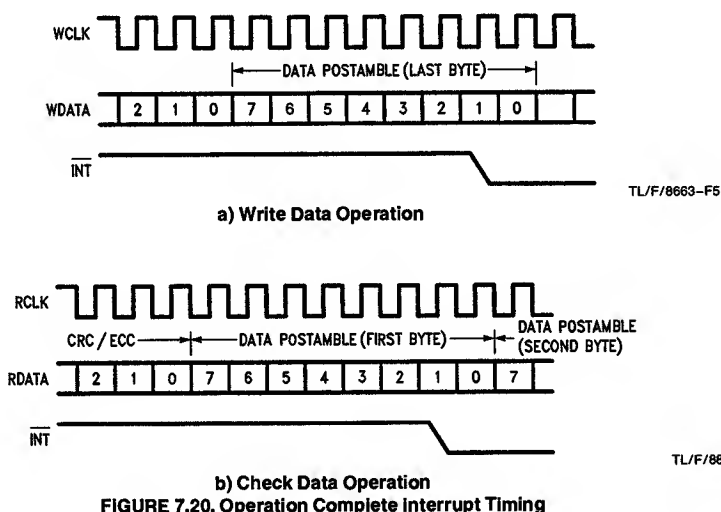 WCLK
DATA POSTAMBLE (LAST BYTE)
WDATA 2 1 0 7 6 5 4 3 2 1 0
INT
TL/F/8663-F5
a) Write Data Operation
RCLK
CRC/ECC DATA POSTAMBLE (FIRST BYTE) DATA POSTAMBLE (SECOND BYTE)
RDATA 2 1 0 7 6 5 4 3 2 1 0 7
INT
TL/F/86
b) Check Data Operation
FIGURE 7.20. Operation Complete Interrupt Timing